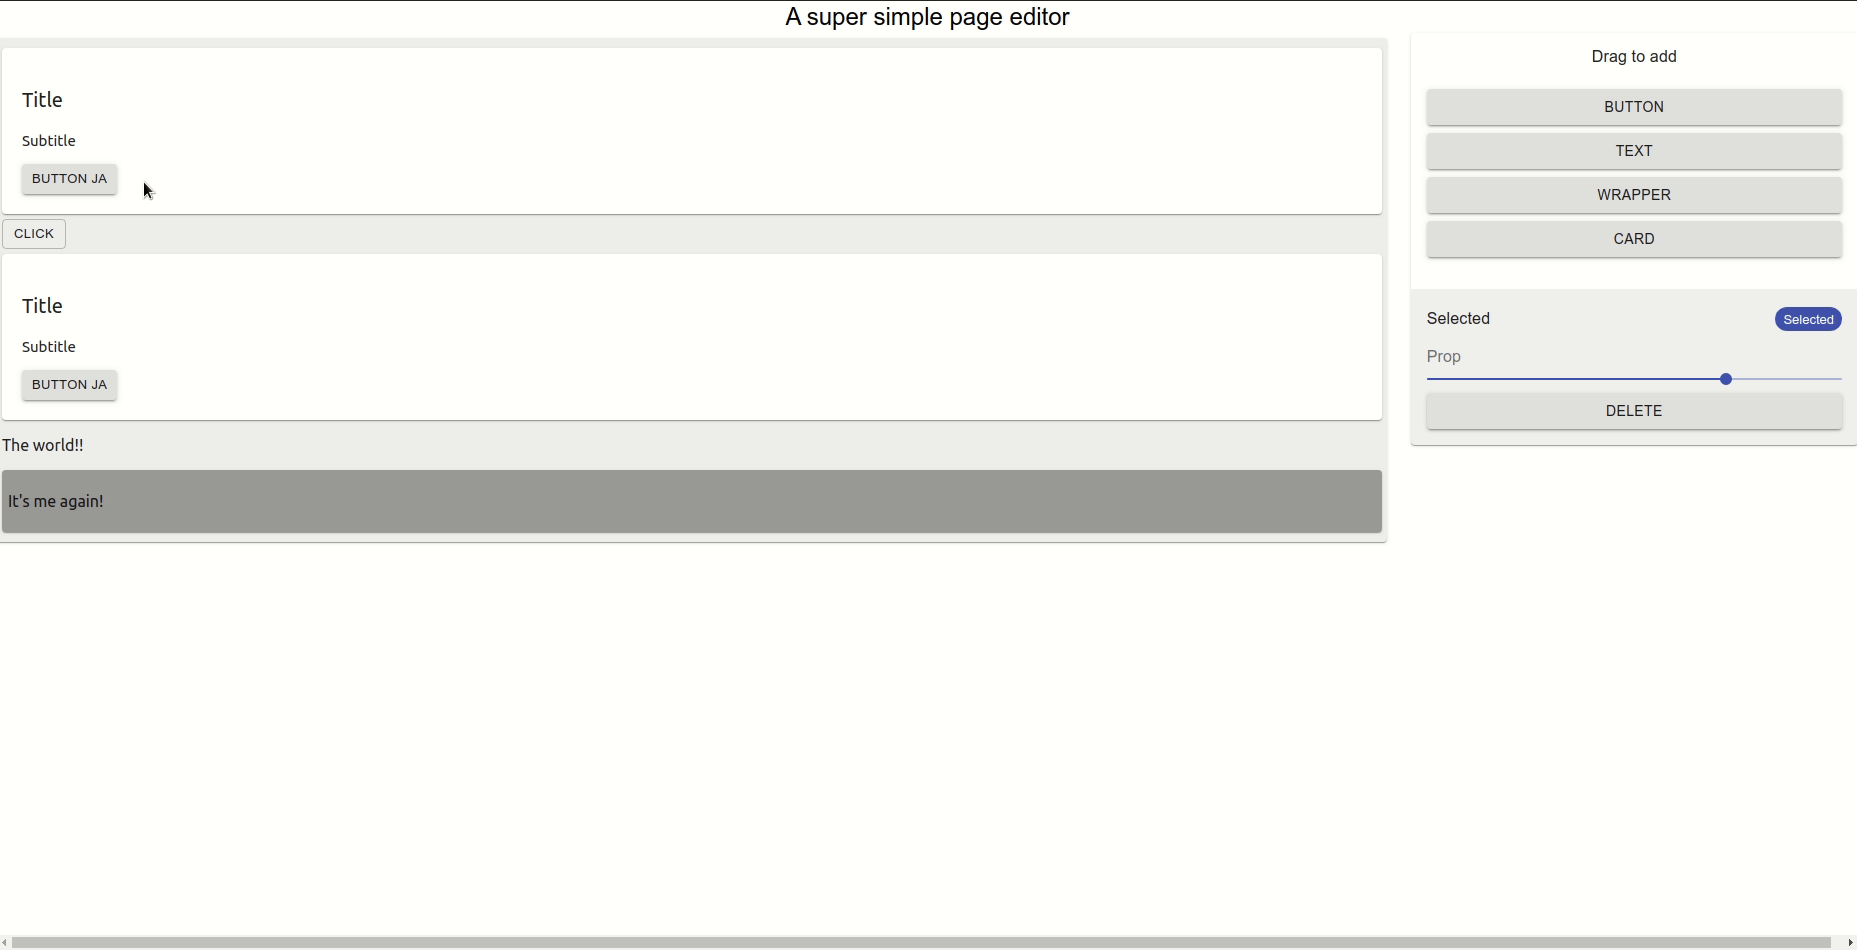 A super simple page editor
Title
Subtitle
BUTTON JA
CLICK
Title
Subtitle
BUTTON JA
The world!!
It's me again!
Drag to add
BUTTON
TEXT
WRAPPER
CARD
Selected Selected
Prop
DELETE